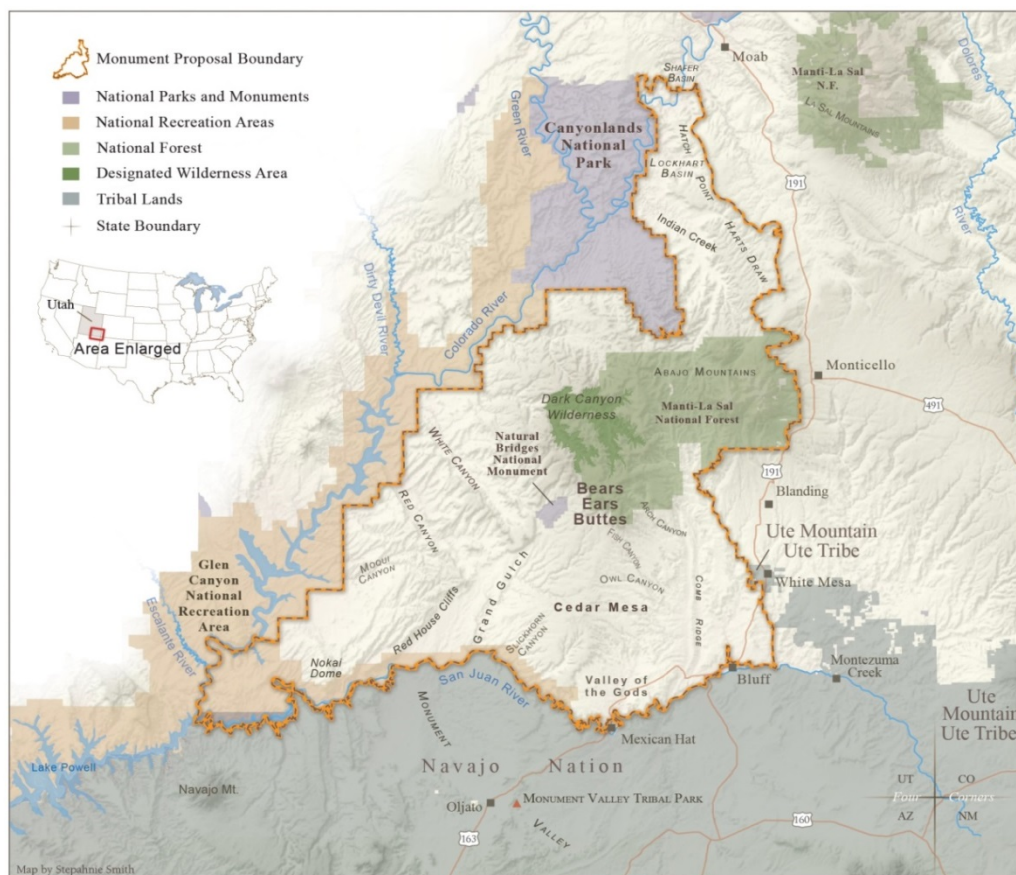 Monument Proposal Boundary
National Parks and Monuments
National Recreation Areas
National Forest
Designated Wilderness Area
Tribal Lands
State Boundary
Utah
Area Enlarged
Moab
SHAFER
BASIN
Manti-La Sal
N.F.
LA SAL MOUNTAINS
Dolores
River
Green River
Canyonlands
National
Park
HATCH
POINT
LOCKHART
BASIN
191
Indian Creek
HARTS DRAW
Dirty Devil River
Colorado River
ABAJO MOUNTAINS
Monticello
491
Dark Canyon
Wilderness
Manti-La Sal
National Forest
Natural
Bridges
National
Monument
WHITE CANYON
RED CANYON
191
Blanding
Bears
Ears
Buttes
ARCH CANYON
FISH CANYON
Ute Mountain
Ute Tribe
White Mesa
Glen
Canyon
National
Recreation
Area
MOQUI
CANYON
OWL CANYON
COMB
RIDGE
Grand Gulch
Cedar Mesa
Red House Cliffs
SLICKHORN
CANYON
Escalante River
Nokai
Dome
San Juan River
Valley of
the Gods
Bluff
Montezuma
Creek
MONUMENT
VALLEY
Mexican Hat
Ute
Mountain
Ute Tribe
Lake Powell
Navajo Mt.
Navajo Nation
Oljato
MONUMENT VALLEY TRIBAL PARK
163
160
UT
CO
Four Corners
AZ
NM
Map by Stepahnie Smith